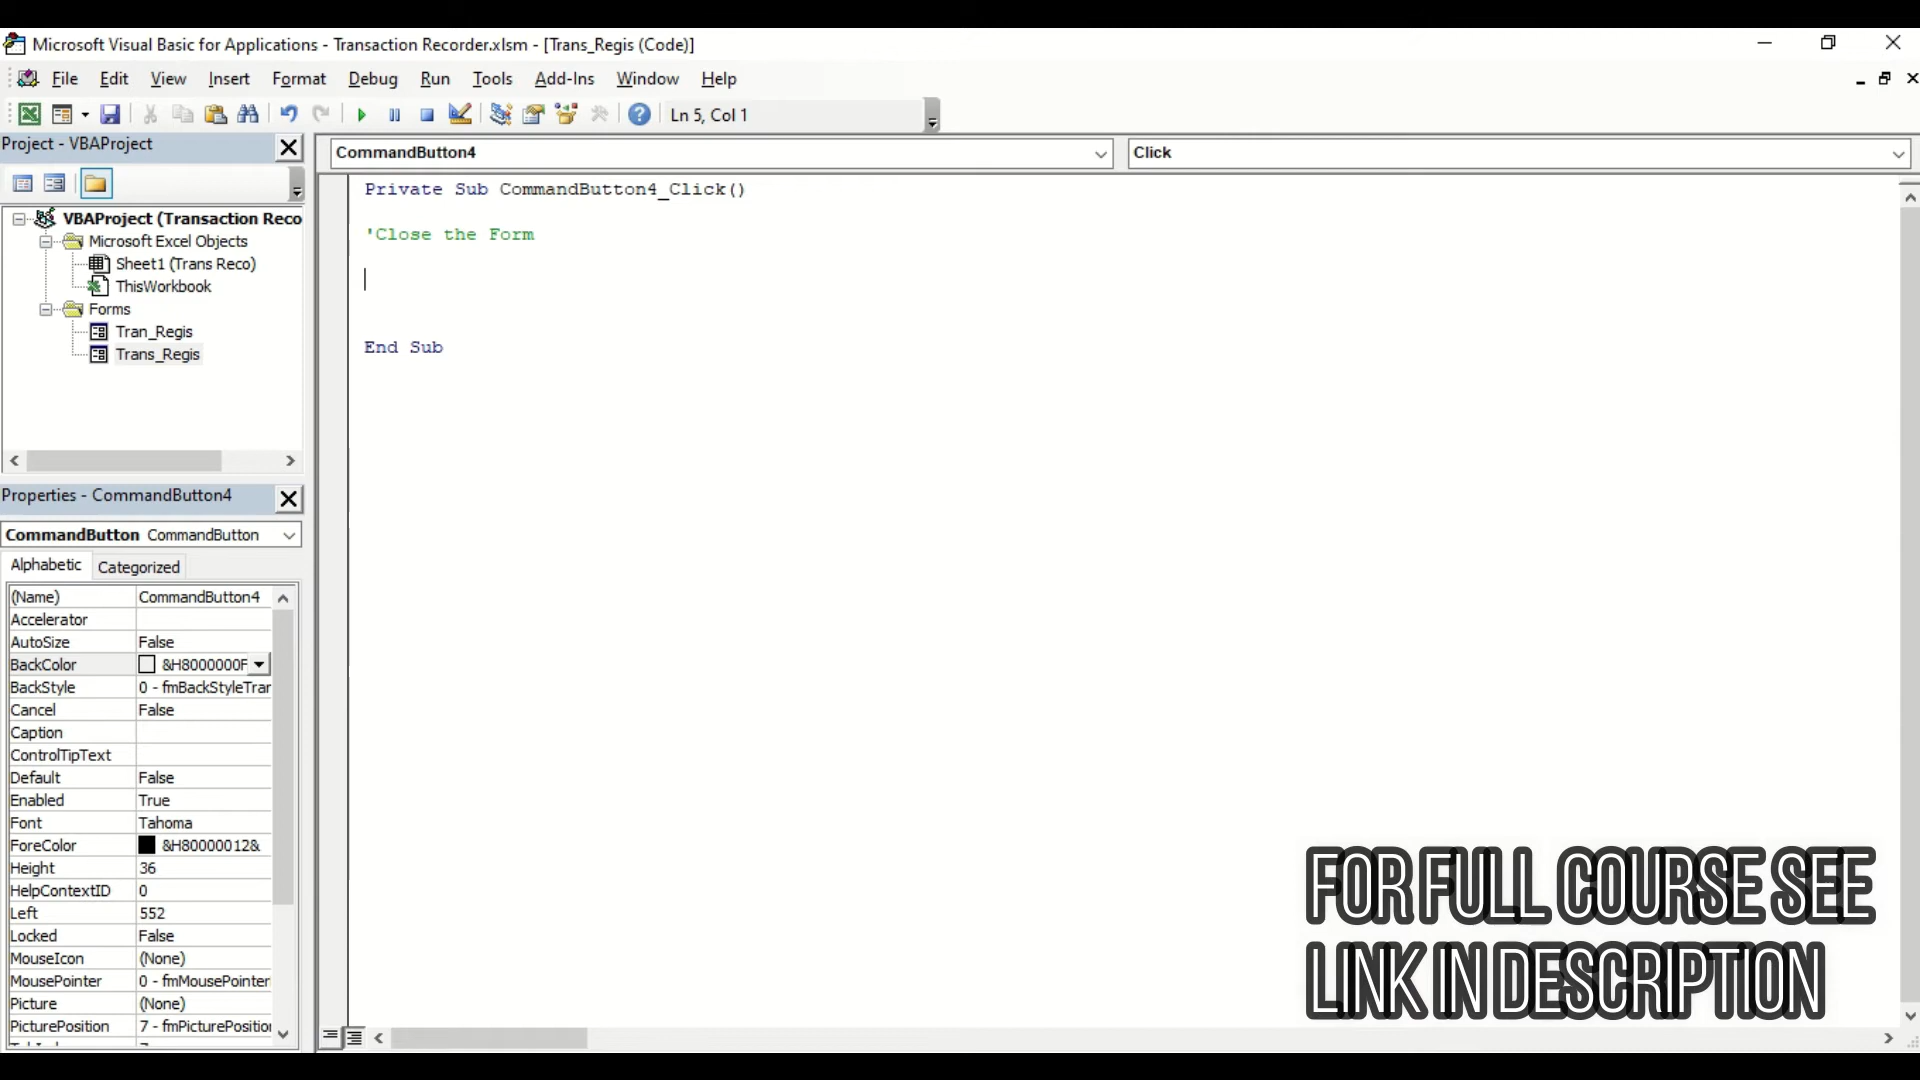 Microsoft Visual Basic for Applications - Transaction Recorder.xlsm - [Trans_Regis (Code)]
File Edit View Insert Format Debug Run Tools Add-Ins Window Help
Ln 5, Col 1
Project - VBAProject
CommandButton4
Click
Private Sub CommandButton4_Click()
'Close the Form
End Sub
VBAProject (Transaction Reco
Microsoft Excel Objects
Sheet1 (Trans Reco)
ThisWorkbook
Forms
Tran_Regis
Trans_Regis
Properties - CommandButton4
CommandButton CommandButton
Alphabetic Categorized
(Name) CommandButton4
Accelerator
AutoSize False
BackColor &H8000000F
BackStyle 0 - fmBackStyleTran
Cancel False
Caption
ControlTipText
Default False
Enabled True
Font Tahoma
ForeColor &H80000012&
Height 36
HelpContextID 0
Left 552
Locked False
MouseIcon (None)
MousePointer 0 - fmMousePointer
Picture (None)
PicturePosition 7 - fmPicturePosition
FOR FULL COURSE SEE
LINK IN DESCRIPTION